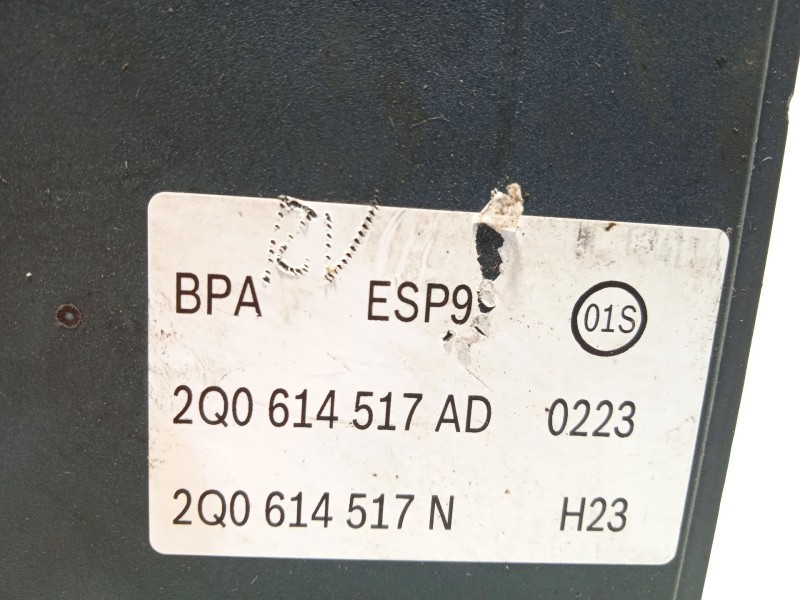 BPA ESP9 01S
2Q0 614 517 AD 0223
2Q0 614 517 N H23